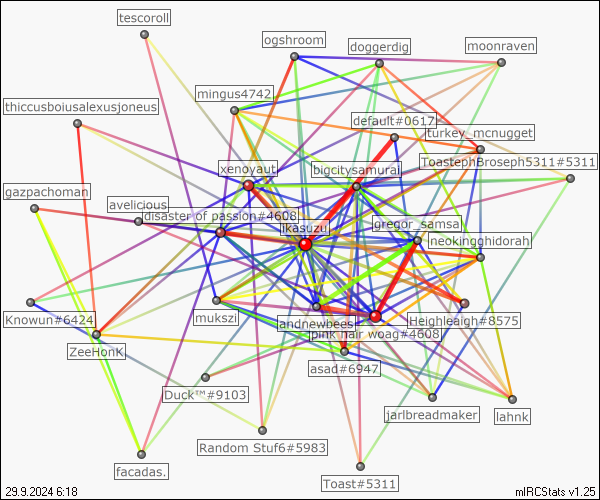 tescoroll
ogshroom
doggerdig
moonraven
mingus4742
thiccusboiusalexusjoneus
default#0617
turkey_mcnugget
ToastephBroseph5311#5311
xenoyaut
bigcitysamurai
gazpachoman
avelicious
disaster of passion#4608
ikasuzu
gregor_samsa
neokingghidorah
Knowun#6424
mukszi
andnewbees
Heighleaigh#8575
pink hair woag#4608
ZeeHonK
asad#6947
Duck™#9103
jarlbreadmaker
lahnk
Random Stuf6#5983
facadas.
Toast#5311
29.9.2024 6:18
mIRCStats v1.25